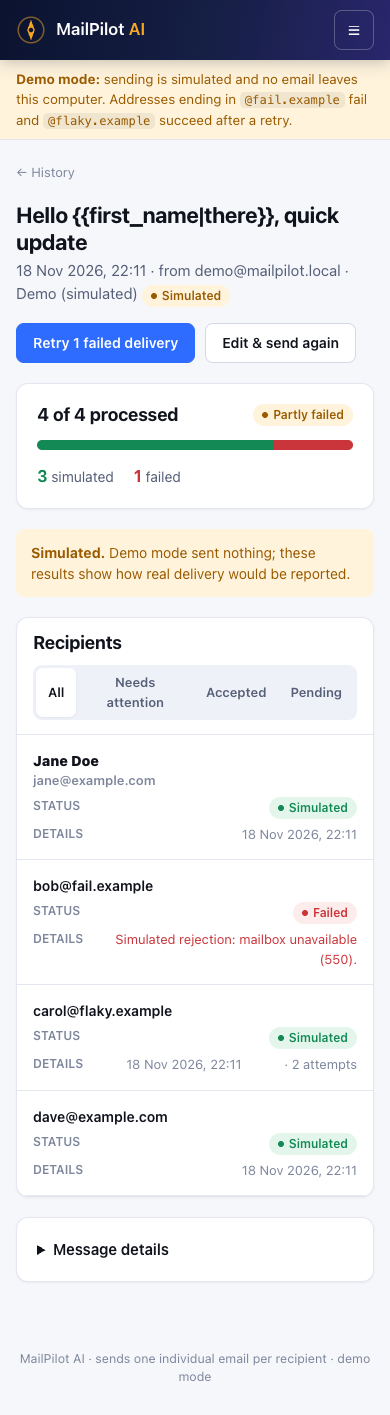 MailPilot AI
☰
Demo mode: sending is simulated and no email leaves
this computer. Addresses ending in @fail.example fail
and @flaky.example succeed after a retry.
← History
Hello {{first_name|there}}, quick
update
18 Nov 2026, 22:11 · from demo@mailpilot.local ·
Demo (simulated) Simulated
Retry 1 failed delivery Edit & send again
4 of 4 processed Partly failed
3 simulated 1 failed
Simulated. Demo mode sent nothing; these
results show how real delivery would be reported.
Recipients
All Needs attention Accepted Pending
Jane Doe
jane@example.com
STATUS Simulated
DETAILS 18 Nov 2026, 22:11
bob@fail.example
STATUS Failed
DETAILS Simulated rejection: mailbox unavailable
(550).
carol@flaky.example
STATUS Simulated
DETAILS 18 Nov 2026, 22:11 · 2 attempts
dave@example.com
STATUS Simulated
DETAILS 18 Nov 2026, 22:11
▶ Message details
MailPilot AI · sends one individual email per recipient · demo
mode